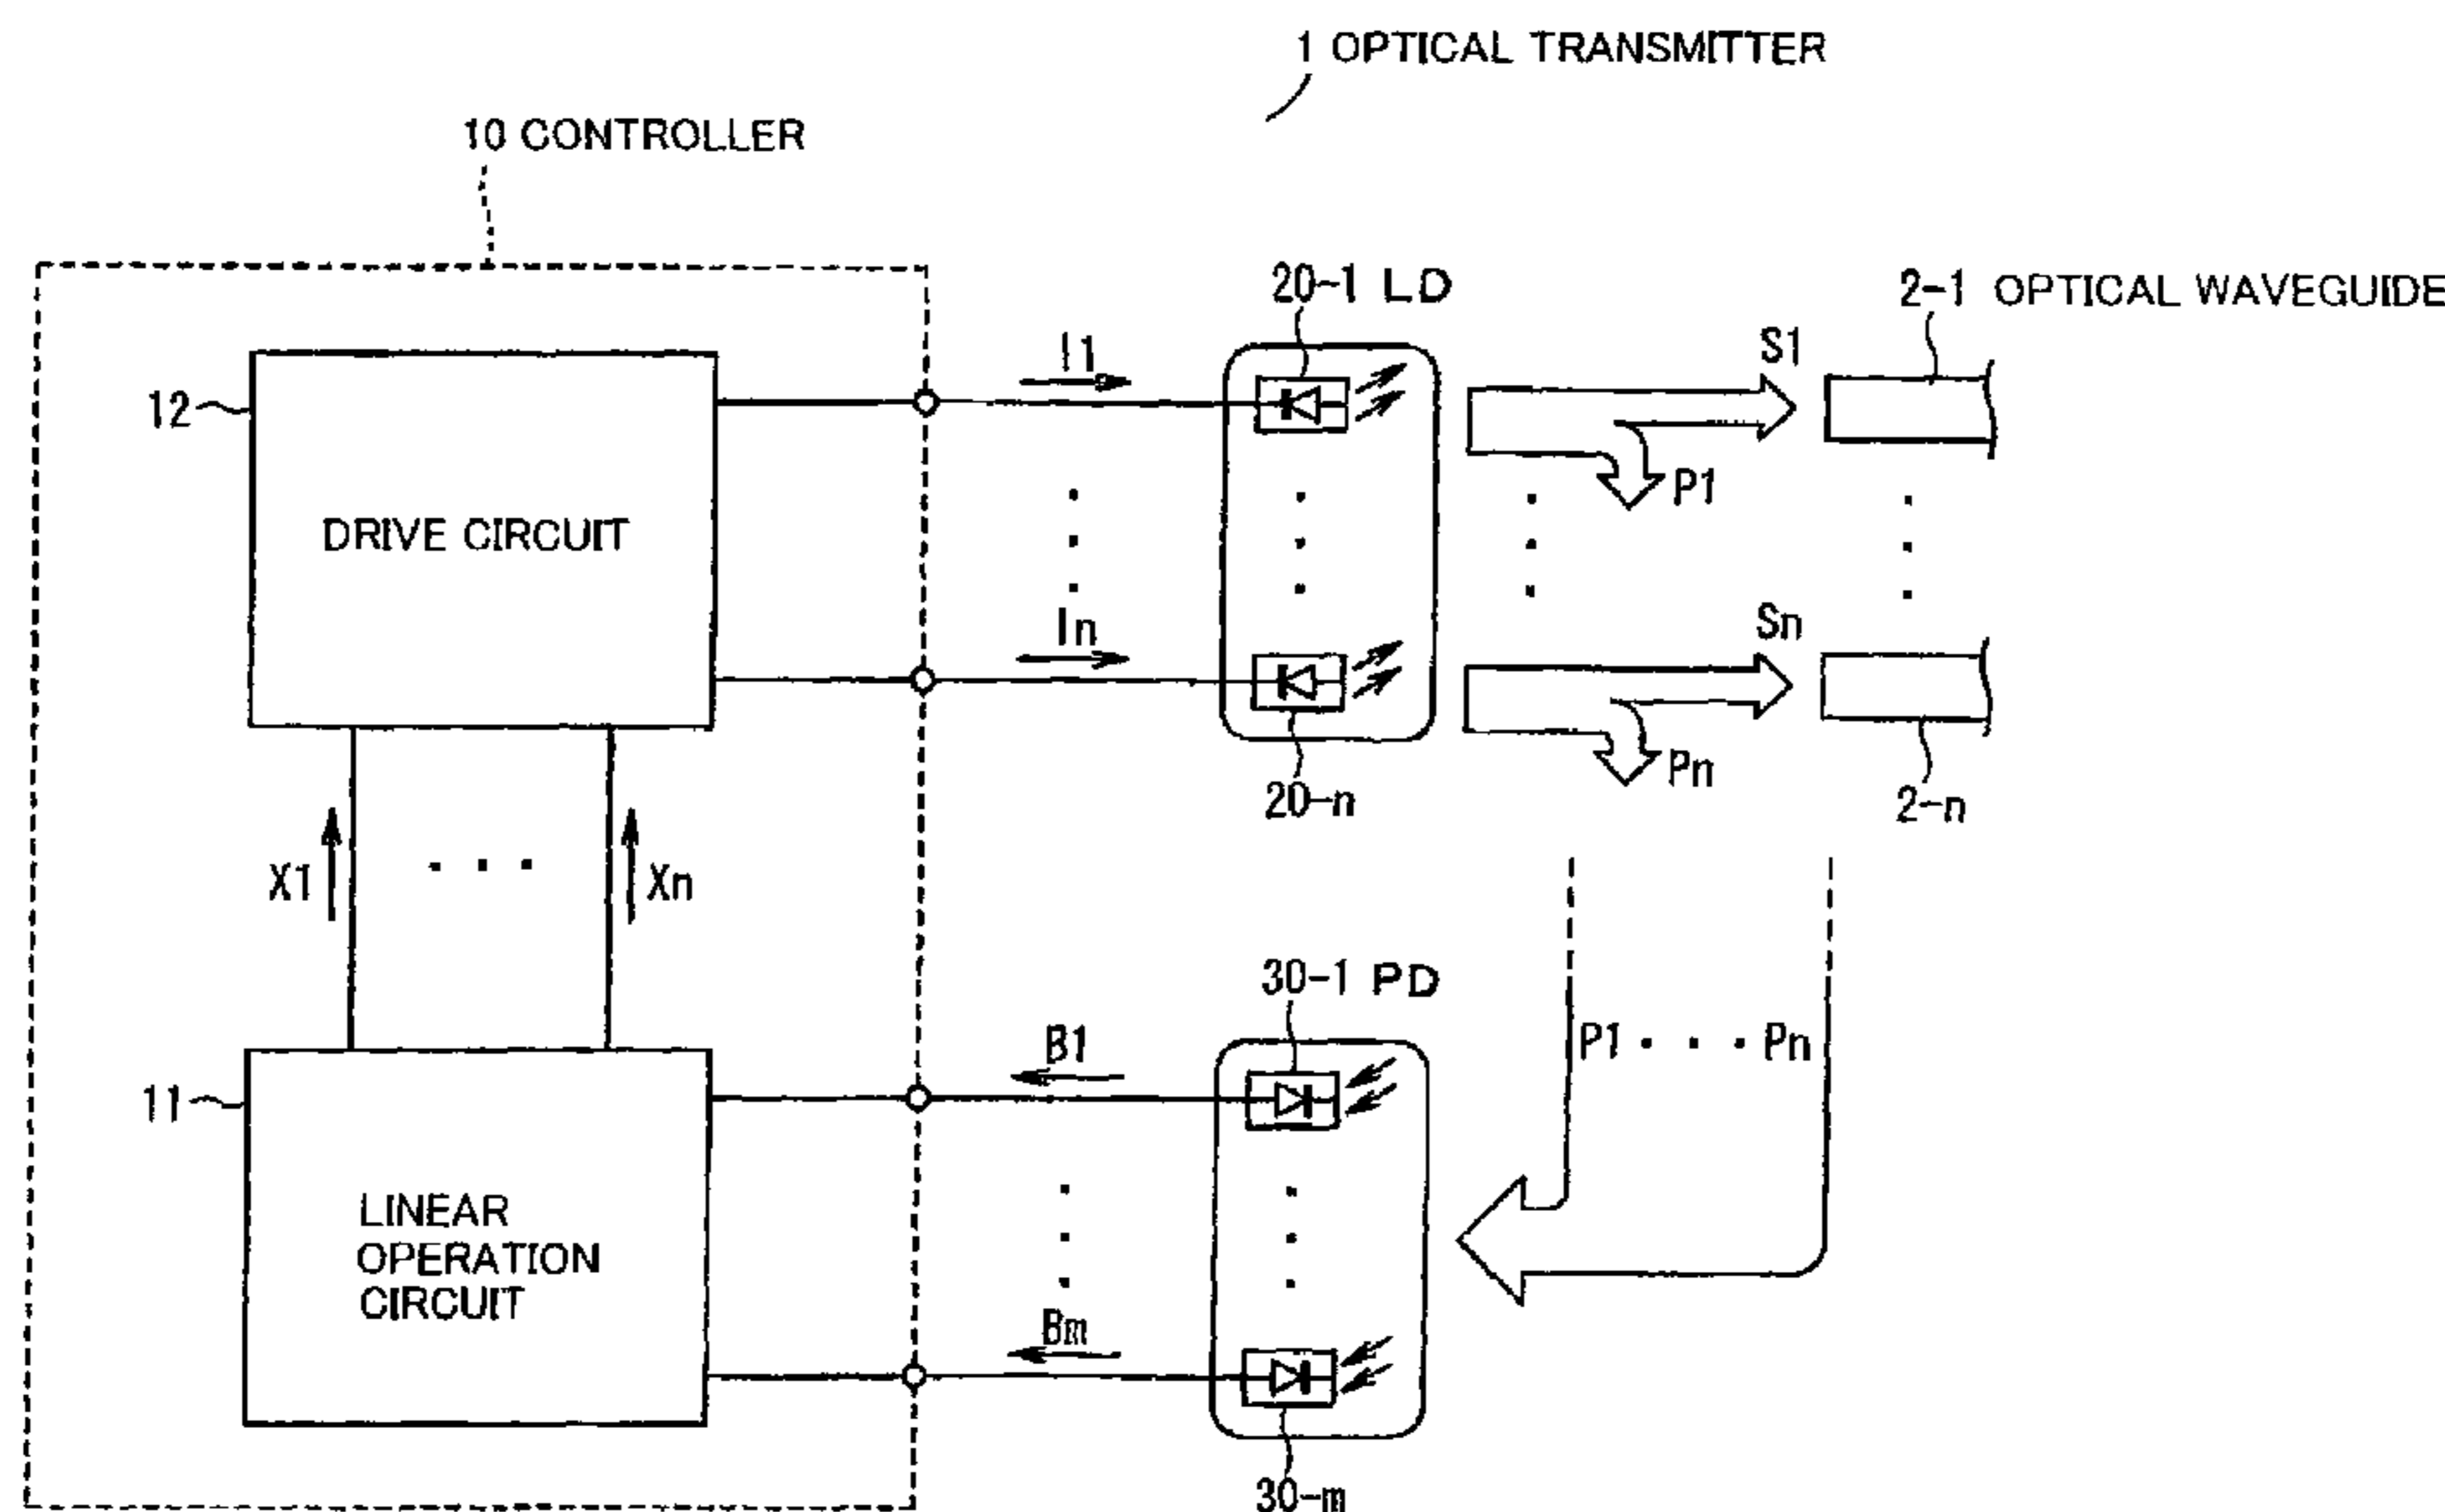 1 OPTICAL TRANSMITTER
10 CONTROLLER
20-1 LD
2-1 OPTICAL WAVEGUIDE
I1
S1
12
P1
DRIVE CIRCUIT
In
Sn
Pn
20-n
2-n
X1
Xn
30-1 PD
B1
P1 · · · Pn
11
LINEAR
OPERATION
CIRCUIT
Bm
30-m